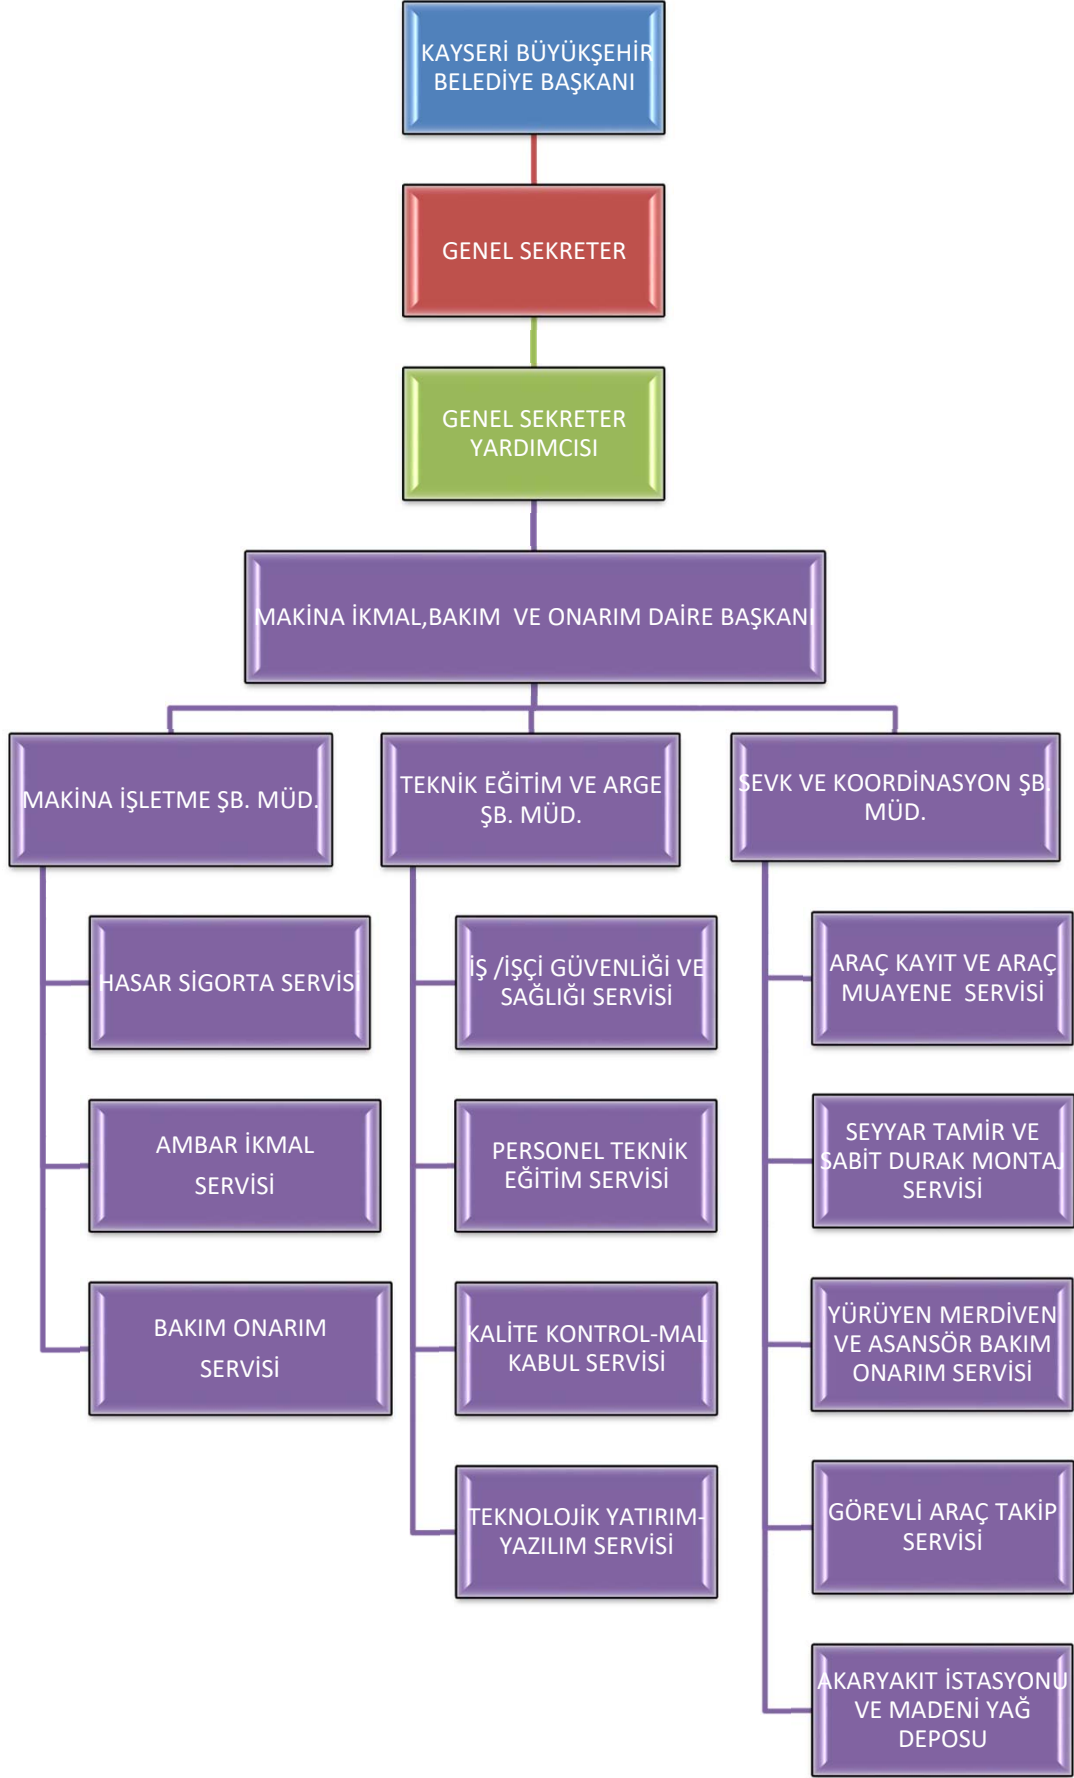 KAYSERİ BÜYÜKŞEHİR
BELEDİYE BAŞKANI
GENEL SEKRETER
GENEL SEKRETER
YARDIMCISI
MAKİNA İKMAL,BAKIM VE ONARIM DAİRE BAŞKANI
MAKİNA İŞLETME ŞB. MÜD.
HASAR SİGORTA SERVİSİ
AMBAR İKMAL
SERVİSİ
BAKIM ONARIM
SERVİSİ
TEKNİK EĞİTİM VE ARGE
ŞB. MÜD.
İŞ /İŞÇİ GÜVENLİĞİ VE
SAĞLIĞI SERVİSİ
PERSONEL TEKNİK
EĞİTİM SERVİSİ
KALİTE KONTROL-MAL
KABUL SERVİSİ
TEKNOLOJİK YATIRIM-
YAZILIM SERVİSİ
SEVK VE KOORDİNASYON ŞB.
MÜD.
ARAÇ KAYIT VE ARAÇ
MUAYENE SERVİSİ
SEYYAR TAMİR VE
SABİT DURAK MONTAJ
SERVİSİ
YÜRÜYEN MERDİVEN
VE ASANSÖR BAKIM
ONARIM SERVİSİ
GÖREVLİ ARAÇ TAKİP
SERVİSİ
AKARYAKIT İSTASYONU
VE MADENİ YAĞ
DEPOSU